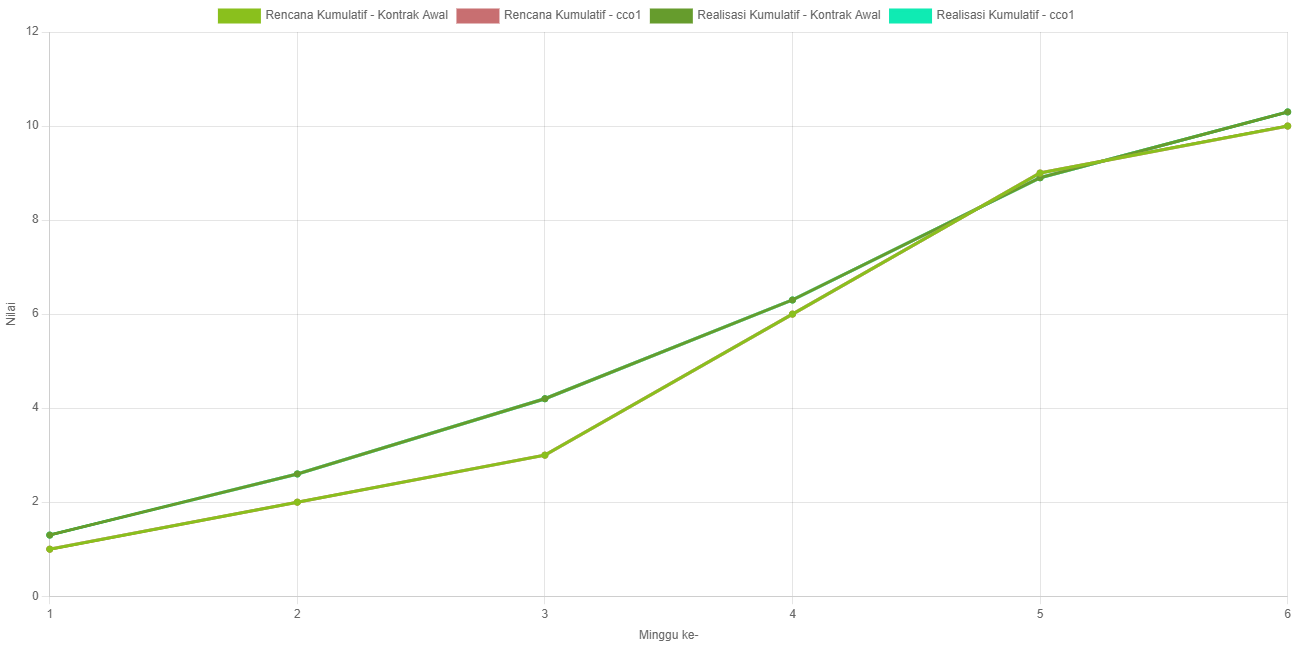 Rencana Kumulatif - Kontrak Awal Rencana Kumulatif - cco1 Realisasi Kumulatif - Kontrak Awal Realisasi Kumulatif - cco1
12
10
8
6
4
2
0
Nilai
1 2 3 4 5 6
Minggu ke-